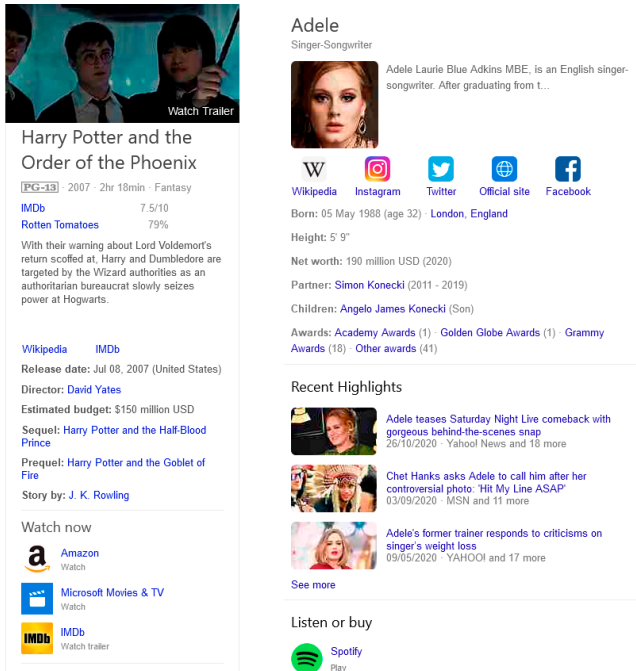 Watch Trailer
Harry Potter and the
Order of the Phoenix
PG-13 · 2007 · 2hr 18min · Fantasy
IMDb 7.5/10
Rotten Tomatoes 79%
With their warning about Lord Voldemort's
return scoffed at, Harry and Dumbledore are
targeted by the Wizard authorities as an
authoritarian bureaucrat slowly seizes
power at Hogwarts.
Wikipedia IMDb
Release date: Jul 08, 2007 (United States)
Director: David Yates
Estimated budget: $150 million USD
Sequel: Harry Potter and the Half-Blood
Prince
Prequel: Harry Potter and the Goblet of
Fire
Story by: J. K. Rowling
Watch now
a
Amazon
Watch
Microsoft Movies & TV
Watch
IMDb
IMDb
Watch trailer
Adele
Singer-Songwriter
Adele Laurie Blue Adkins MBE, is an English singer-
songwriter. After graduating from t...
W
Wikipedia Instagram Twitter Official site Facebook
Born: 05 May 1988 (age 32) · London, England
Height: 5' 9"
Net worth: 190 million USD (2020)
Partner: Simon Konecki (2011 - 2019)
Children: Angelo James Konecki (Son)
Awards: Academy Awards (1) · Golden Globe Awards (1) · Grammy
Awards (18) · Other awards (41)
Recent Highlights
Adele teases Saturday Night Live comeback with
gorgeous behind-the-scenes snap
26/10/2020 · Yahoo! News and 18 more
Chet Hanks asks Adele to call him after her
controversial photo: 'Hit My Line ASAP'
03/09/2020 · MSN and 11 more
Adele's former trainer responds to criticisms on
singer's weight loss
09/05/2020 · YAHOO! and 17 more
See more
Listen or buy
Spotify
Play